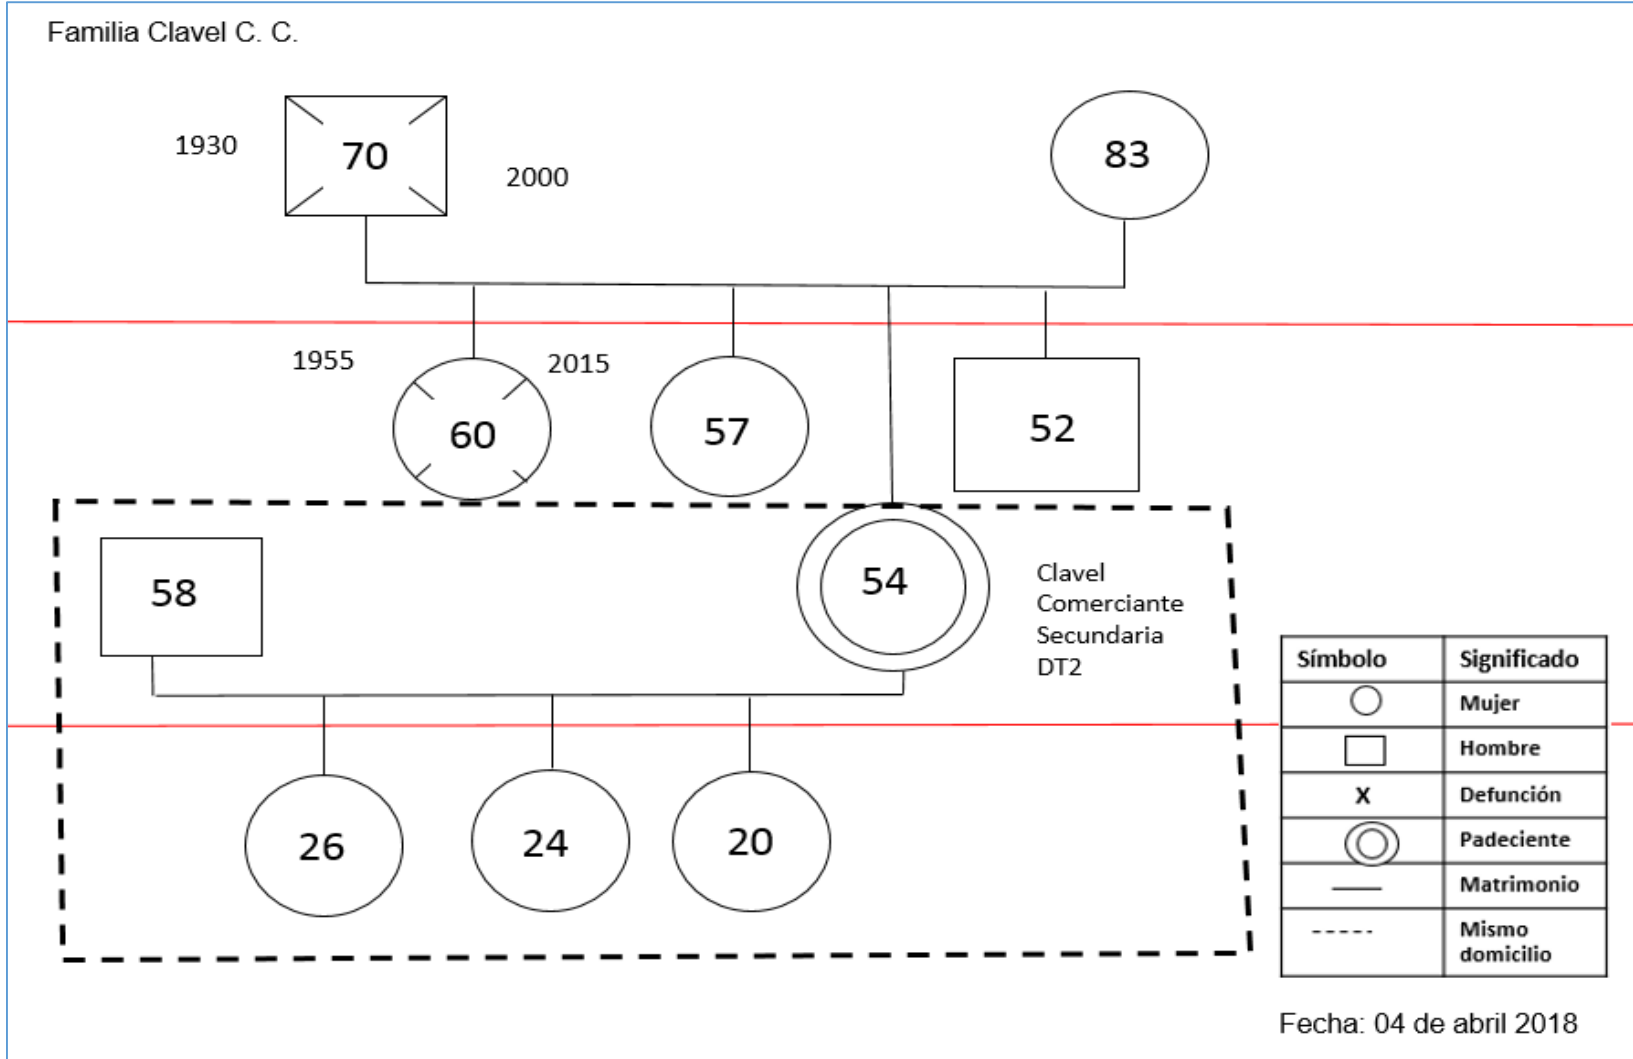 Familia Clavel C. C.
1930
70
2000
83
1955
60
2015
57
52
58
54
Clavel
Comerciante
Secundaria
DT2
26
24
20
Símbolo Significado
Mujer
Hombre
X Defunción
Padeciente
Matrimonio
Mismo
domicilio
Fecha: 04 de abril 2018